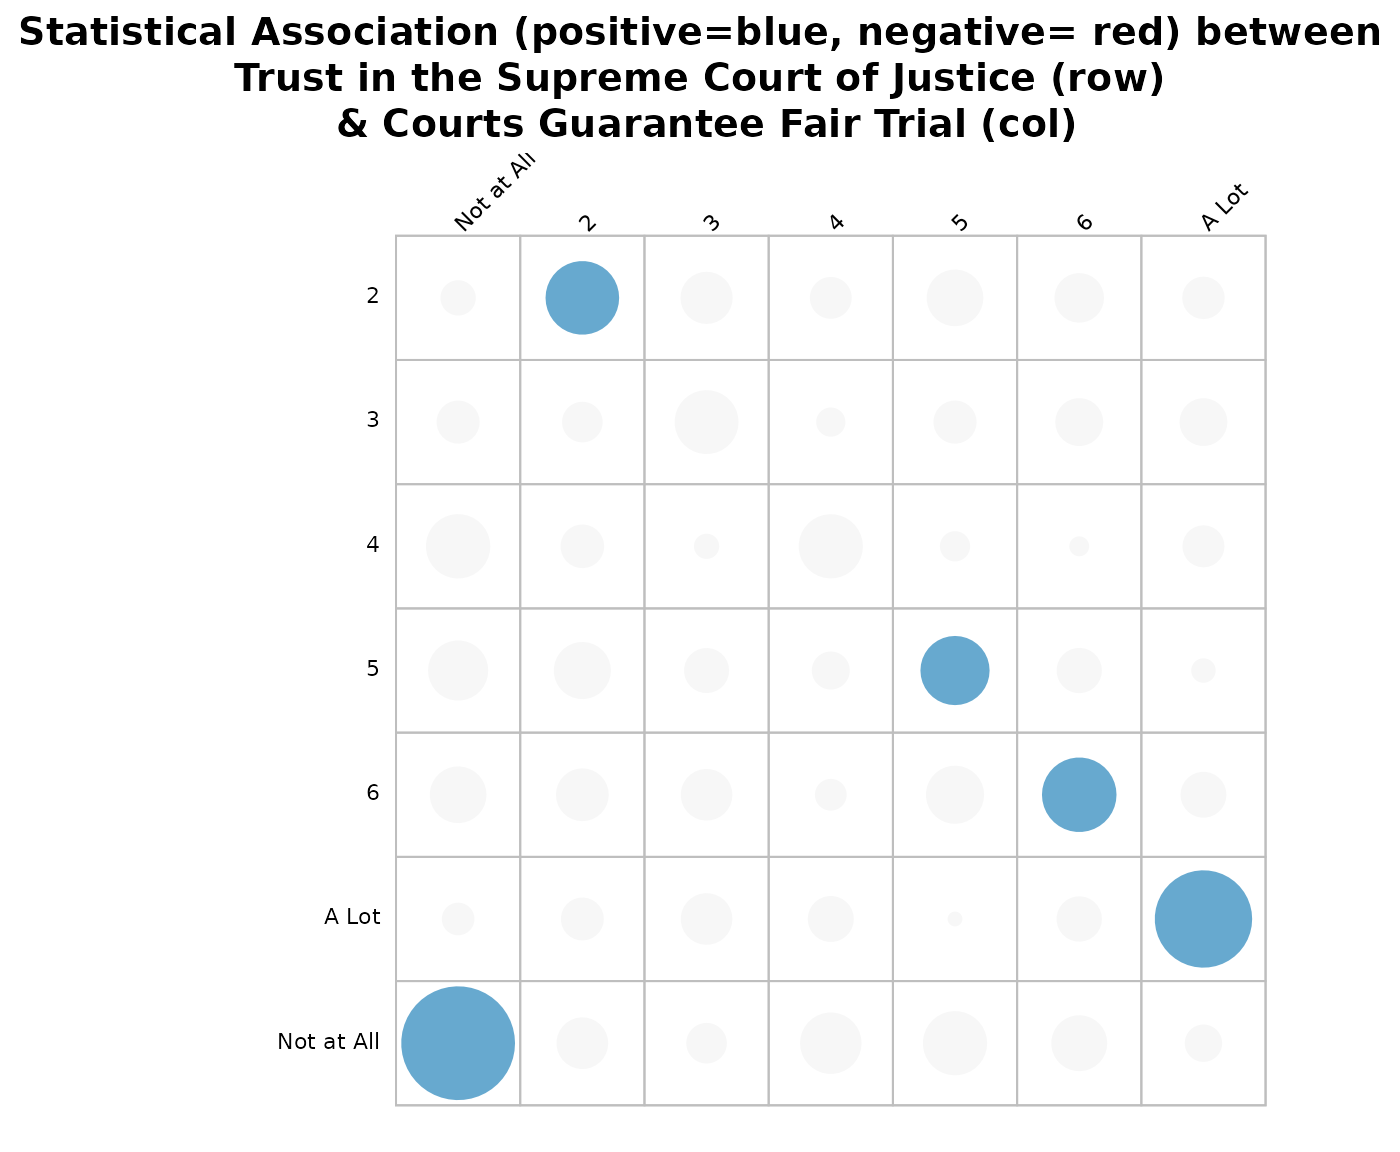 Statistical Association (positive=blue, negative= red) between
Trust in the Supreme Court of Justice (row)
& Courts Guarantee Fair Trial (col)
Not at All 2 3 4 5 6 A Lot
2
3
4
5
6
A Lot
Not at All